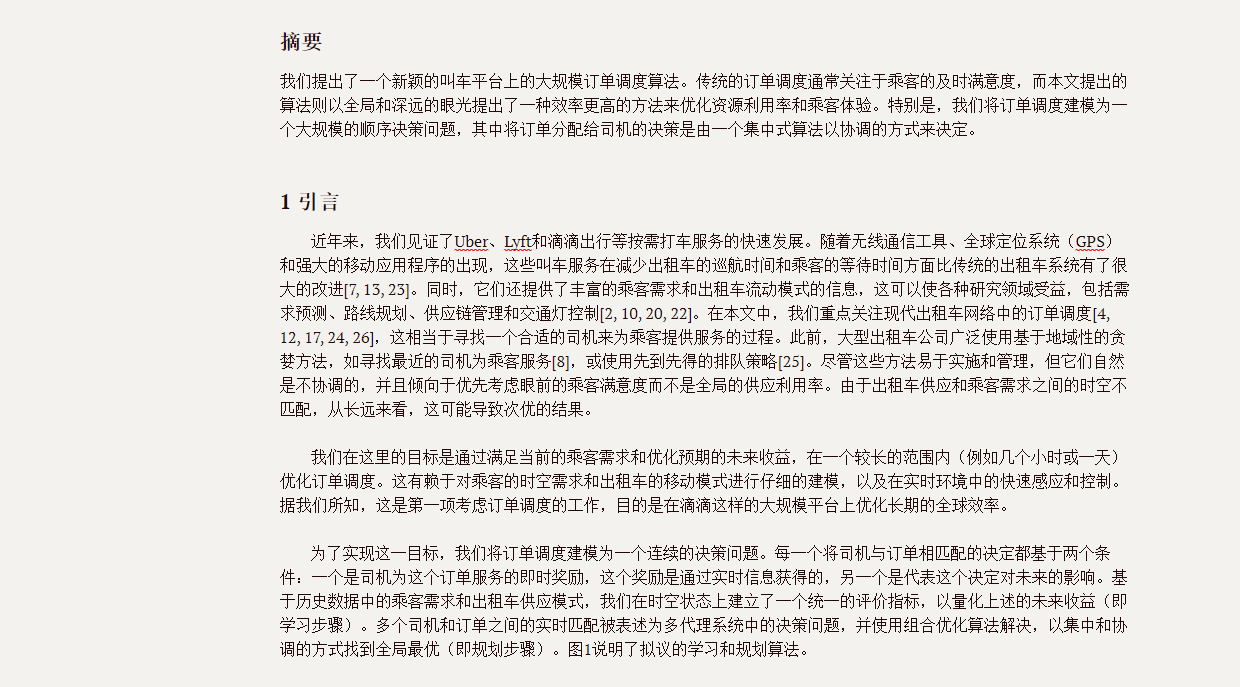 摘要
我们提出了一个新颖的叫车平台上的大规模订单调度算法。传统的订单调度通常关注于乘客的及时满意度，而本文提出的
算法则以全局和深远的眼光提出了一种效率更高的方法来优化资源利用率和乘客体验。特别是，我们将订单调度建模为一
个大规模的顺序决策问题，其中将订单分配给司机的决策是由一个集中式算法以协调的方式来决定。
1 引言
近年来，我们见证了Uber、Lyft和滴滴出行等按需打车服务的快速发展。随着无线通信工具、全球定位系统（GPS）
和强大的移动应用程序的出现，这些叫车服务在减少出租车的巡航时间和乘客的等待时间方面比传统的出租车系统有了很
大的改进[7, 13, 23]。同时，它们还提供了丰富的乘客需求和出租车流动模式的信息，这可以使各种研究领域受益，包括需
求预测、路线规划、供应链管理和交通灯控制[2, 10, 20, 22]。在本文中，我们重点关注现代出租车网络中的订单调度[4,
12, 17, 24, 26]，这相当于寻找一个合适的司机来为乘客提供服务的过程。此前，大型出租车公司广泛使用基于地域性的贪
婪方法，如寻找最近的司机为乘客服务[8]，或使用先到先得的排队策略[25]。尽管这些方法易于实施和管理，但它们自然
是不协调的，并且倾向于优先考虑眼前的乘客满意度而不是全局的供应利用率。由于出租车供应和乘客需求之间的时空不
匹配，从长远来看，这可能导致次优的结果。
我们在这里的目标是通过满足当前的乘客需求和优化预期的未来收益，在一个较长的范围内（例如几个小时或一天）
优化订单调度。这有赖于对乘客的时空需求和出租车的移动模式进行仔细的建模，以及在实时环境中的快速感应和控制。
据我们所知，这是第一项考虑订单调度的工作，目的是在滴滴这样的大规模平台上优化长期的全球效率。
为了实现这一目标，我们将订单调度建模为一个连续的决策问题。每一个将司机与订单相匹配的决定都基于两个条
件：一个是司机为这个订单服务的即时奖励，这个奖励是通过实时信息获得的，另一个是代表这个决定对未来的影响。基
于历史数据中的乘客需求和出租车供应模式，我们在时空状态上建立了一个统一的评价指标，以量化上述的未来收益（即
学习步骤）。多个司机和订单之间的实时匹配被表述为多代理系统中的决策问题，并使用组合优化算法解决，以集中和协
调的方式找到全局最优（即规划步骤）。图1说明了拟议的学习和规划算法。